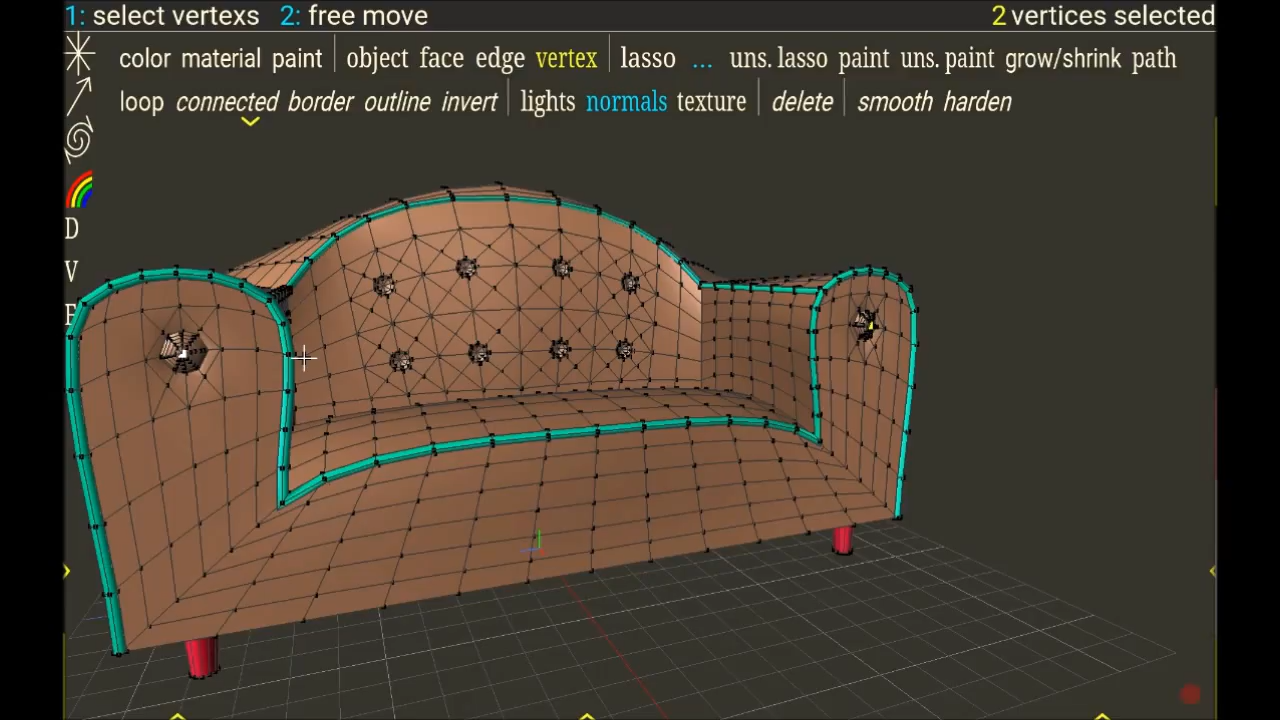 1: select vertexs 2: free move 2 vertices selected
color material paint object face edge vertex lasso ... uns. lasso paint uns. paint grow/shrink path
loop connected border outline invert lights normals texture delete smooth harden
D
V